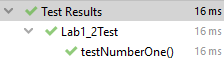 Test Results 16 ms
Lab1_2Test 16 ms
testNumberOne() 16 ms